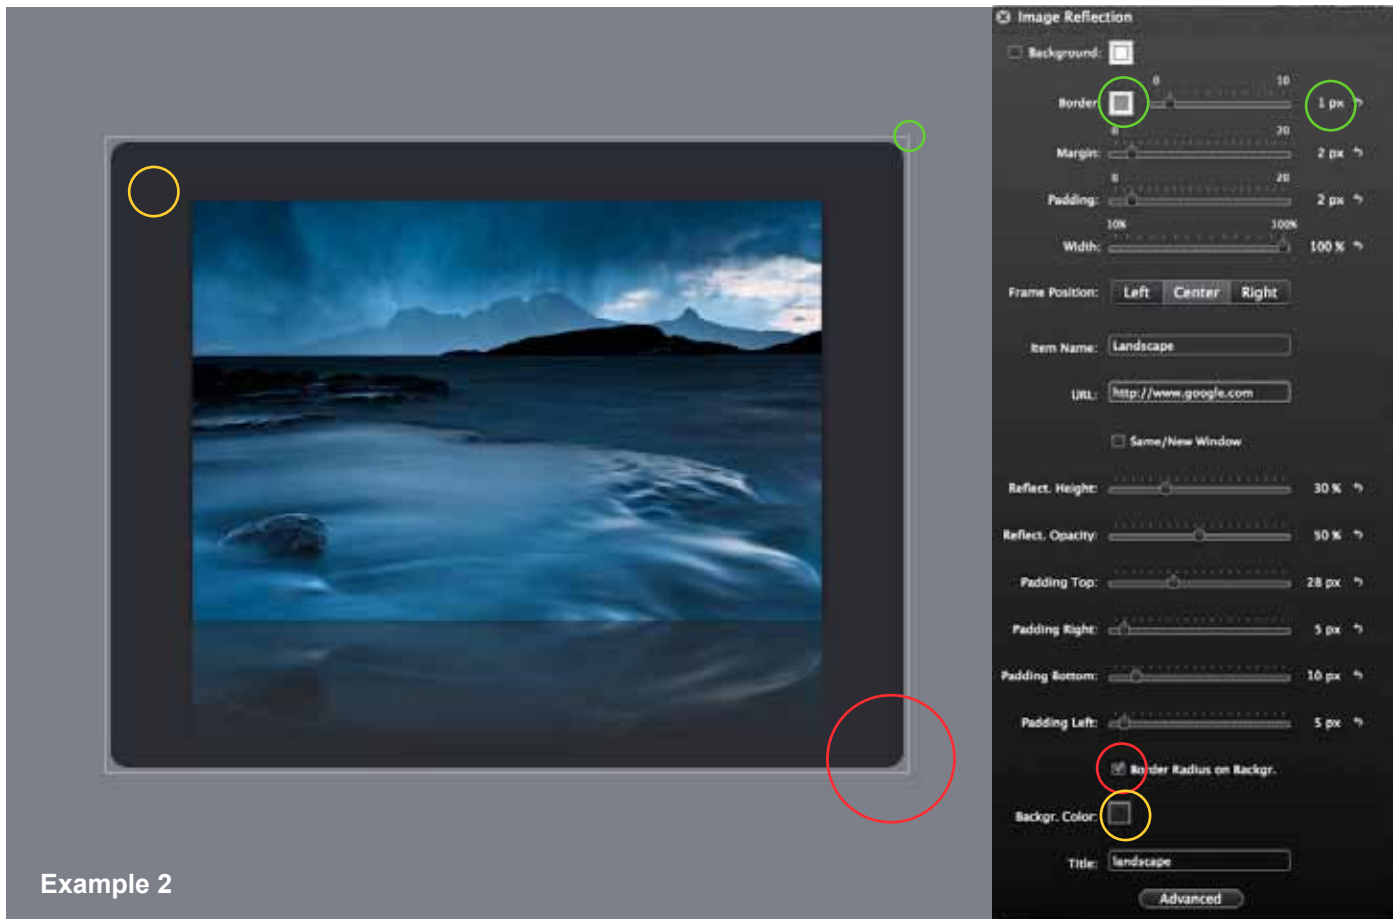 Image Reflection
Background:
0 10
Border 1 px
0 20
Margin: 2 px
0 20
Padding: 2 px
10% 100%
Width: 100 %
Frame Position: Left Center Right
Item Name: Landscape
URL: http://www.google.com
Same/New Window
Reflect. Height: 30 %
Reflect. Opacity: 50 %
Padding Top: 28 px
Padding Right: 5 px
Padding Bottom: 10 px
Padding Left: 5 px
Border Radius on Backgr.
Backgr. Color:
Title: landscape
Advanced
Example 2